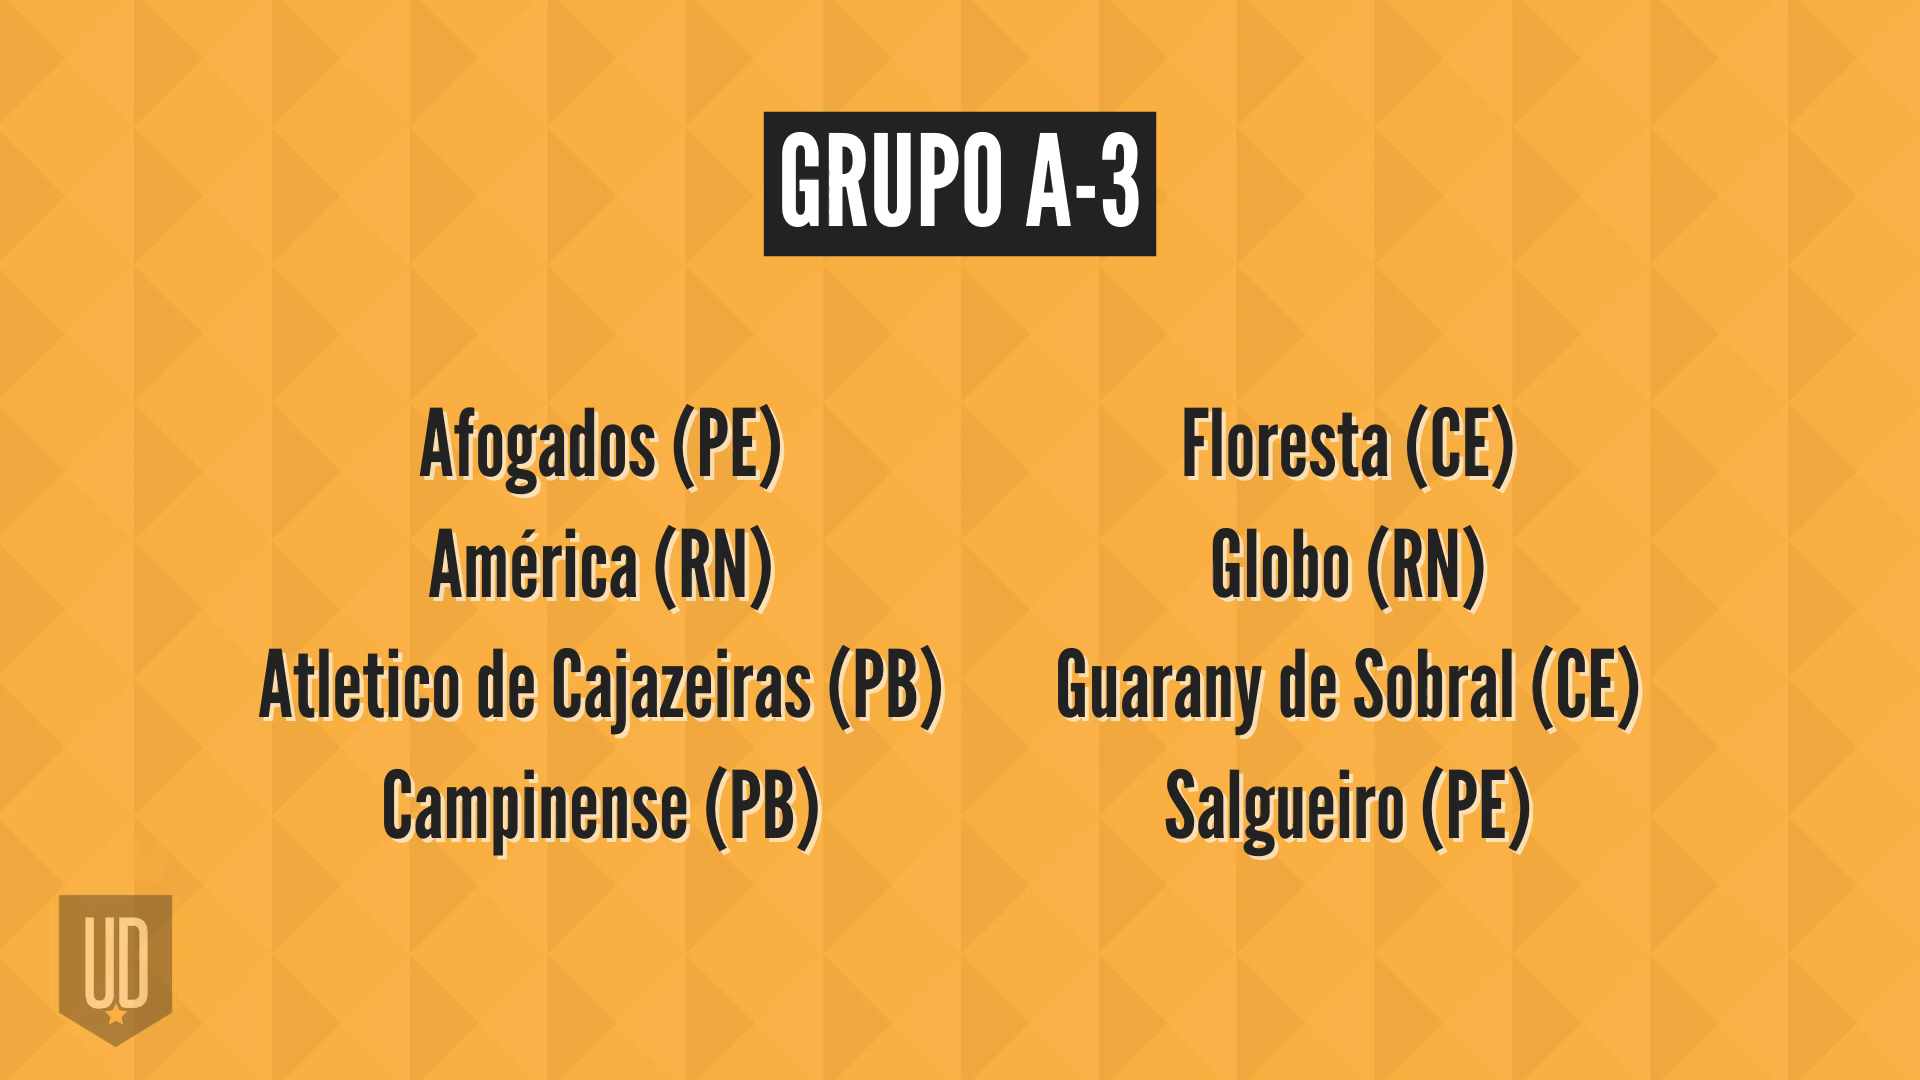 GRUPO A-3
Afogados (PE)
América (RN)
Atletico de Cajazeiras (PB)
Campinense (PB)
Floresta (CE)
Globo (RN)
Guarany de Sobral (CE)
Salgueiro (PE)
UD